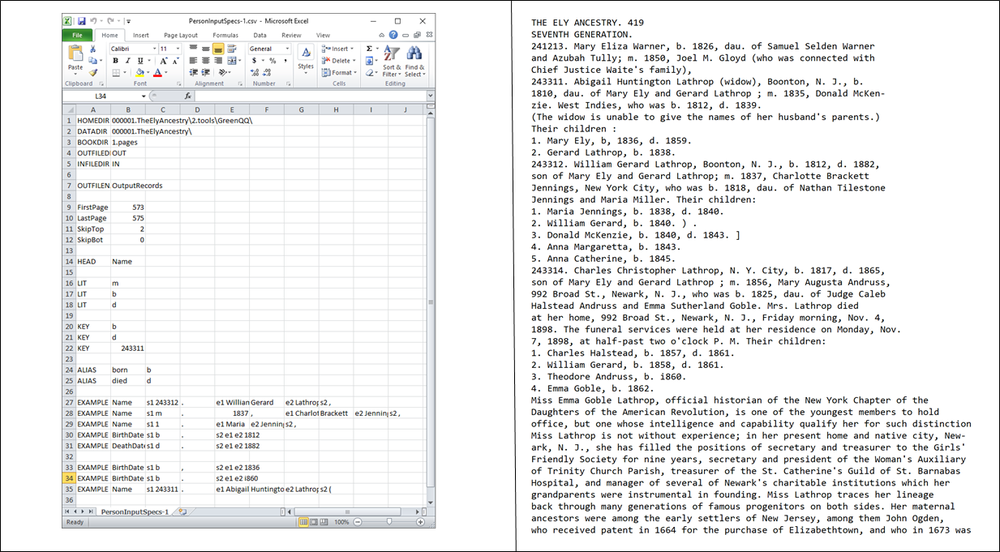 PersonInputSpecs-1.csv - Microsoft Excel
File Home Insert Page Layout Formulas Data Review View
Calibri 11 General Insert
Paste B I U A A $ % , Styles Delete Sort & Find &
Format Filter Select
Clipboard Font Alignment Number Cells Editing
L34 fx
A B C D E F G H I J
1 HOMEDIR 000001.TheElyAncestry\2.tools\GreenQQ\
2 DATADIR 000001.TheElyAncestry\
3 BOOKDIR 1.pages
4 OUTFILEDI OUT
5 INFILEDIR IN
6
7 OUTFILEN OutputRecords
8
9 FirstPage 573
10 LastPage 575
11 SkipTop 2
12 SkipBot 0
13
14 HEAD Name
15
16 LIT m
17 LIT b
18 LIT d
19
20 KEY b
21 KEY d
22 KEY 243311
23
24 ALIAS born b
25 ALIAS died d
26
27 EXAMPLE Name s1 243312 . e1 Willian Gerard e2 Lathrop s2 ,
28 EXAMPLE Name s1 m . 1837 , e1 Charlot Brackett e2 Jennin s2 ,
29 EXAMPLE Name s1 1 . e1 Maria e2 Jennin s2 ,
30 EXAMPLE BirthDate s1 b . s2 e1 e2 1812
31 EXAMPLE DeathDat s1 d . s2 e1 e2 1882
32
33 EXAMPLE BirthDate s1 b , s2 e1 e2 1836
34 EXAMPLE BirthDate s1 b . s2 e1 e2 i860
35 EXAMPLE Name s1 243311 . e1 Abigail Huntingto e2 Lathrop s2 (
36
PersonInputSpecs-1
Ready 100%
THE ELY ANCESTRY. 419
SEVENTH GENERATION.
241213. Mary Eliza Warner, b. 1826, dau. of Samuel Selden Warner
and Azubah Tully; m. 1850, Joel M. Gloyd (who was connected with
Chief Justice Waite's family),
243311. Abigail Huntington Lathrop (widow), Boonton, N. J., b.
1810, dau. of Mary Ely and Gerard Lathrop ; m. 1835, Donald McKen-
zie. West Indies, who was b. 1812, d. 1839.
(The widow is unable to give the names of her husband's parents.)
Their children :
1. Mary Ely, b, 1836, d. 1859.
2. Gerard Lathrop, b. 1838.
243312. William Gerard Lathrop, Boonton, N. J., b. 1812, d. 1882,
son of Mary Ely and Gerard Lathrop; m. 1837, Charlotte Brackett
Jennings, New York City, who was b. 1818, dau. of Nathan Tilestone
Jennings and Maria Miller. Their children:
1. Maria Jennings, b. 1838, d. 1840.
2. William Gerard, b. 1840. ) .
3. Donald McKenzie, b. 1840, d. 1843. ]
4. Anna Margaretta, b. 1843.
5. Anna Catherine, b. 1845.
243314. Charles Christopher Lathrop, N. Y. City, b. 1817, d. 1865,
son of Mary Ely and Gerard Lathrop ; m. 1856, Mary Augusta Andruss,
992 Broad St., Newark, N. J., who was b. 1825, dau. of Judge Caleb
Halstead Andruss and Emma Sutherland Goble. Mrs. Lathrop died
at her home, 992 Broad St., Newark, N. J., Friday morning, Nov. 4,
1898. The funeral services were held at her residence on Monday, Nov.
7, 1898, at half-past two o'clock P. M. Their children:
1. Charles Halstead, b. 1857, d. 1861.
2. William Gerard, b. 1858, d. 1861.
3. Theodore Andruss, b. i860.
4. Emma Goble, b. 1862.
Miss Emma Goble Lathrop, official historian of the New York Chapter of the
Daughters of the American Revolution, is one of the youngest members to hold
office, but one whose intelligence and capability qualify her for such distinction
Miss Lathrop is not without experience; in her present home and native city, New-
ark, N. J., she has filled the positions of secretary and treasurer to the Girls'
Friendly Society for nine years, secretary and president of the Woman's Auxiliary
of Trinity Church Parish, treasurer of the St. Catherine's Guild of St. Barnabas
Hospital, and manager of several of Newark's charitable institutions which her
grandparents were instrumental in founding. Miss Lathrop traces her lineage
back through many generations of famous progenitors on both sides. Her maternal
ancestors were among the early settlers of New Jersey, among them John Ogden,
who received patent in 1664 for the purchase of Elizabethtown, and who in 1673 was